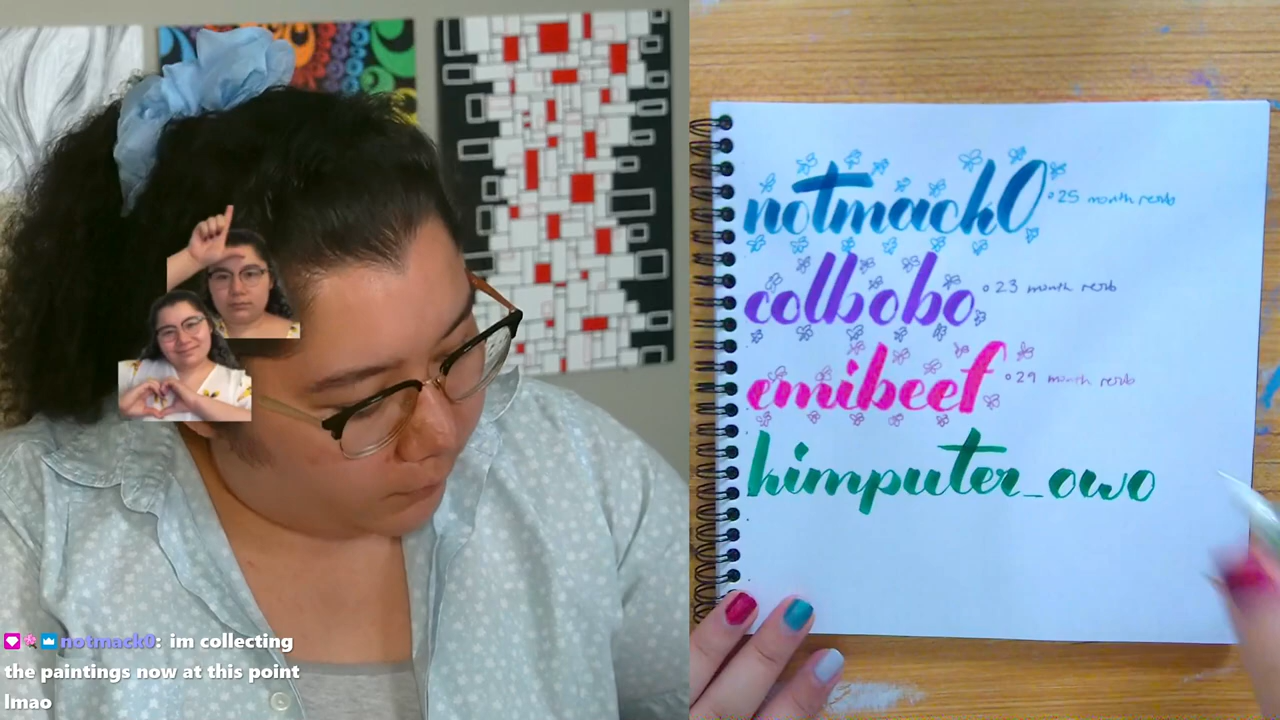 notmack0: im collecting
the paintings now at this point
lmao
notmack0 25 month resub
colbobo 23 month resub
emibeef 29 month resub
kimputer_owo